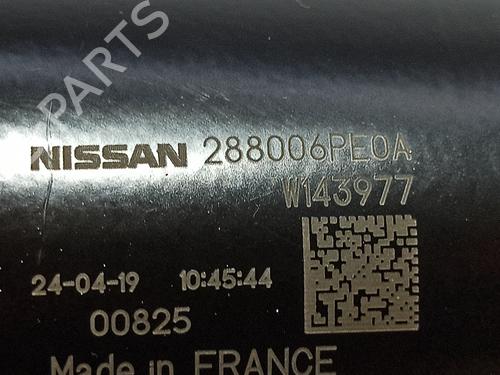 PARTS
NISSAN 288006PE0A
W143977
24-04-19 10:45:44
00825
Made in FRANCE